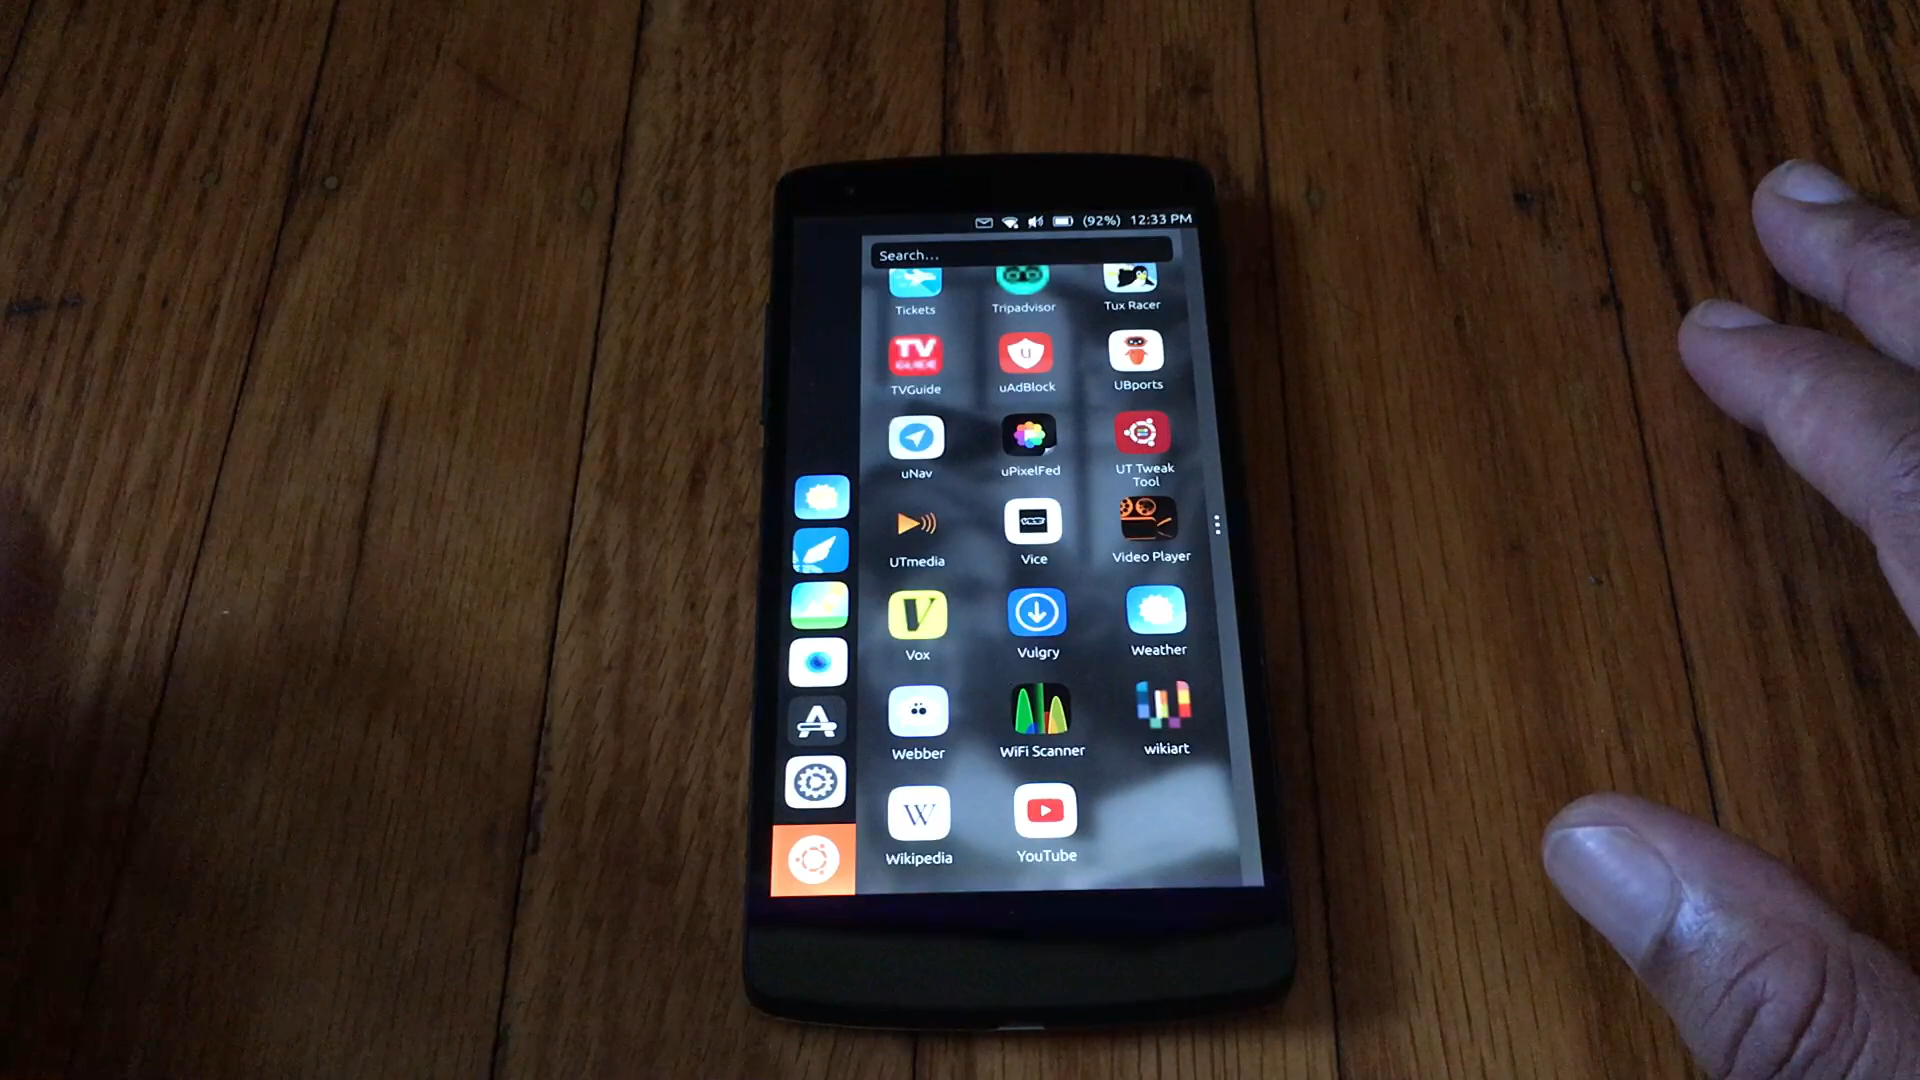 (92%) 12:33 PM
Search...
Tickets Tripadvisor Tux Racer
TV
GUIDE
U
TVGuide uAdBlock UBports
uNav uPixelFed UT Tweak
Tool
UTmedia Vice Video Player
V
Vox Vulgry Weather
Webber WiFi Scanner wikiart
W
Wikipedia YouTube